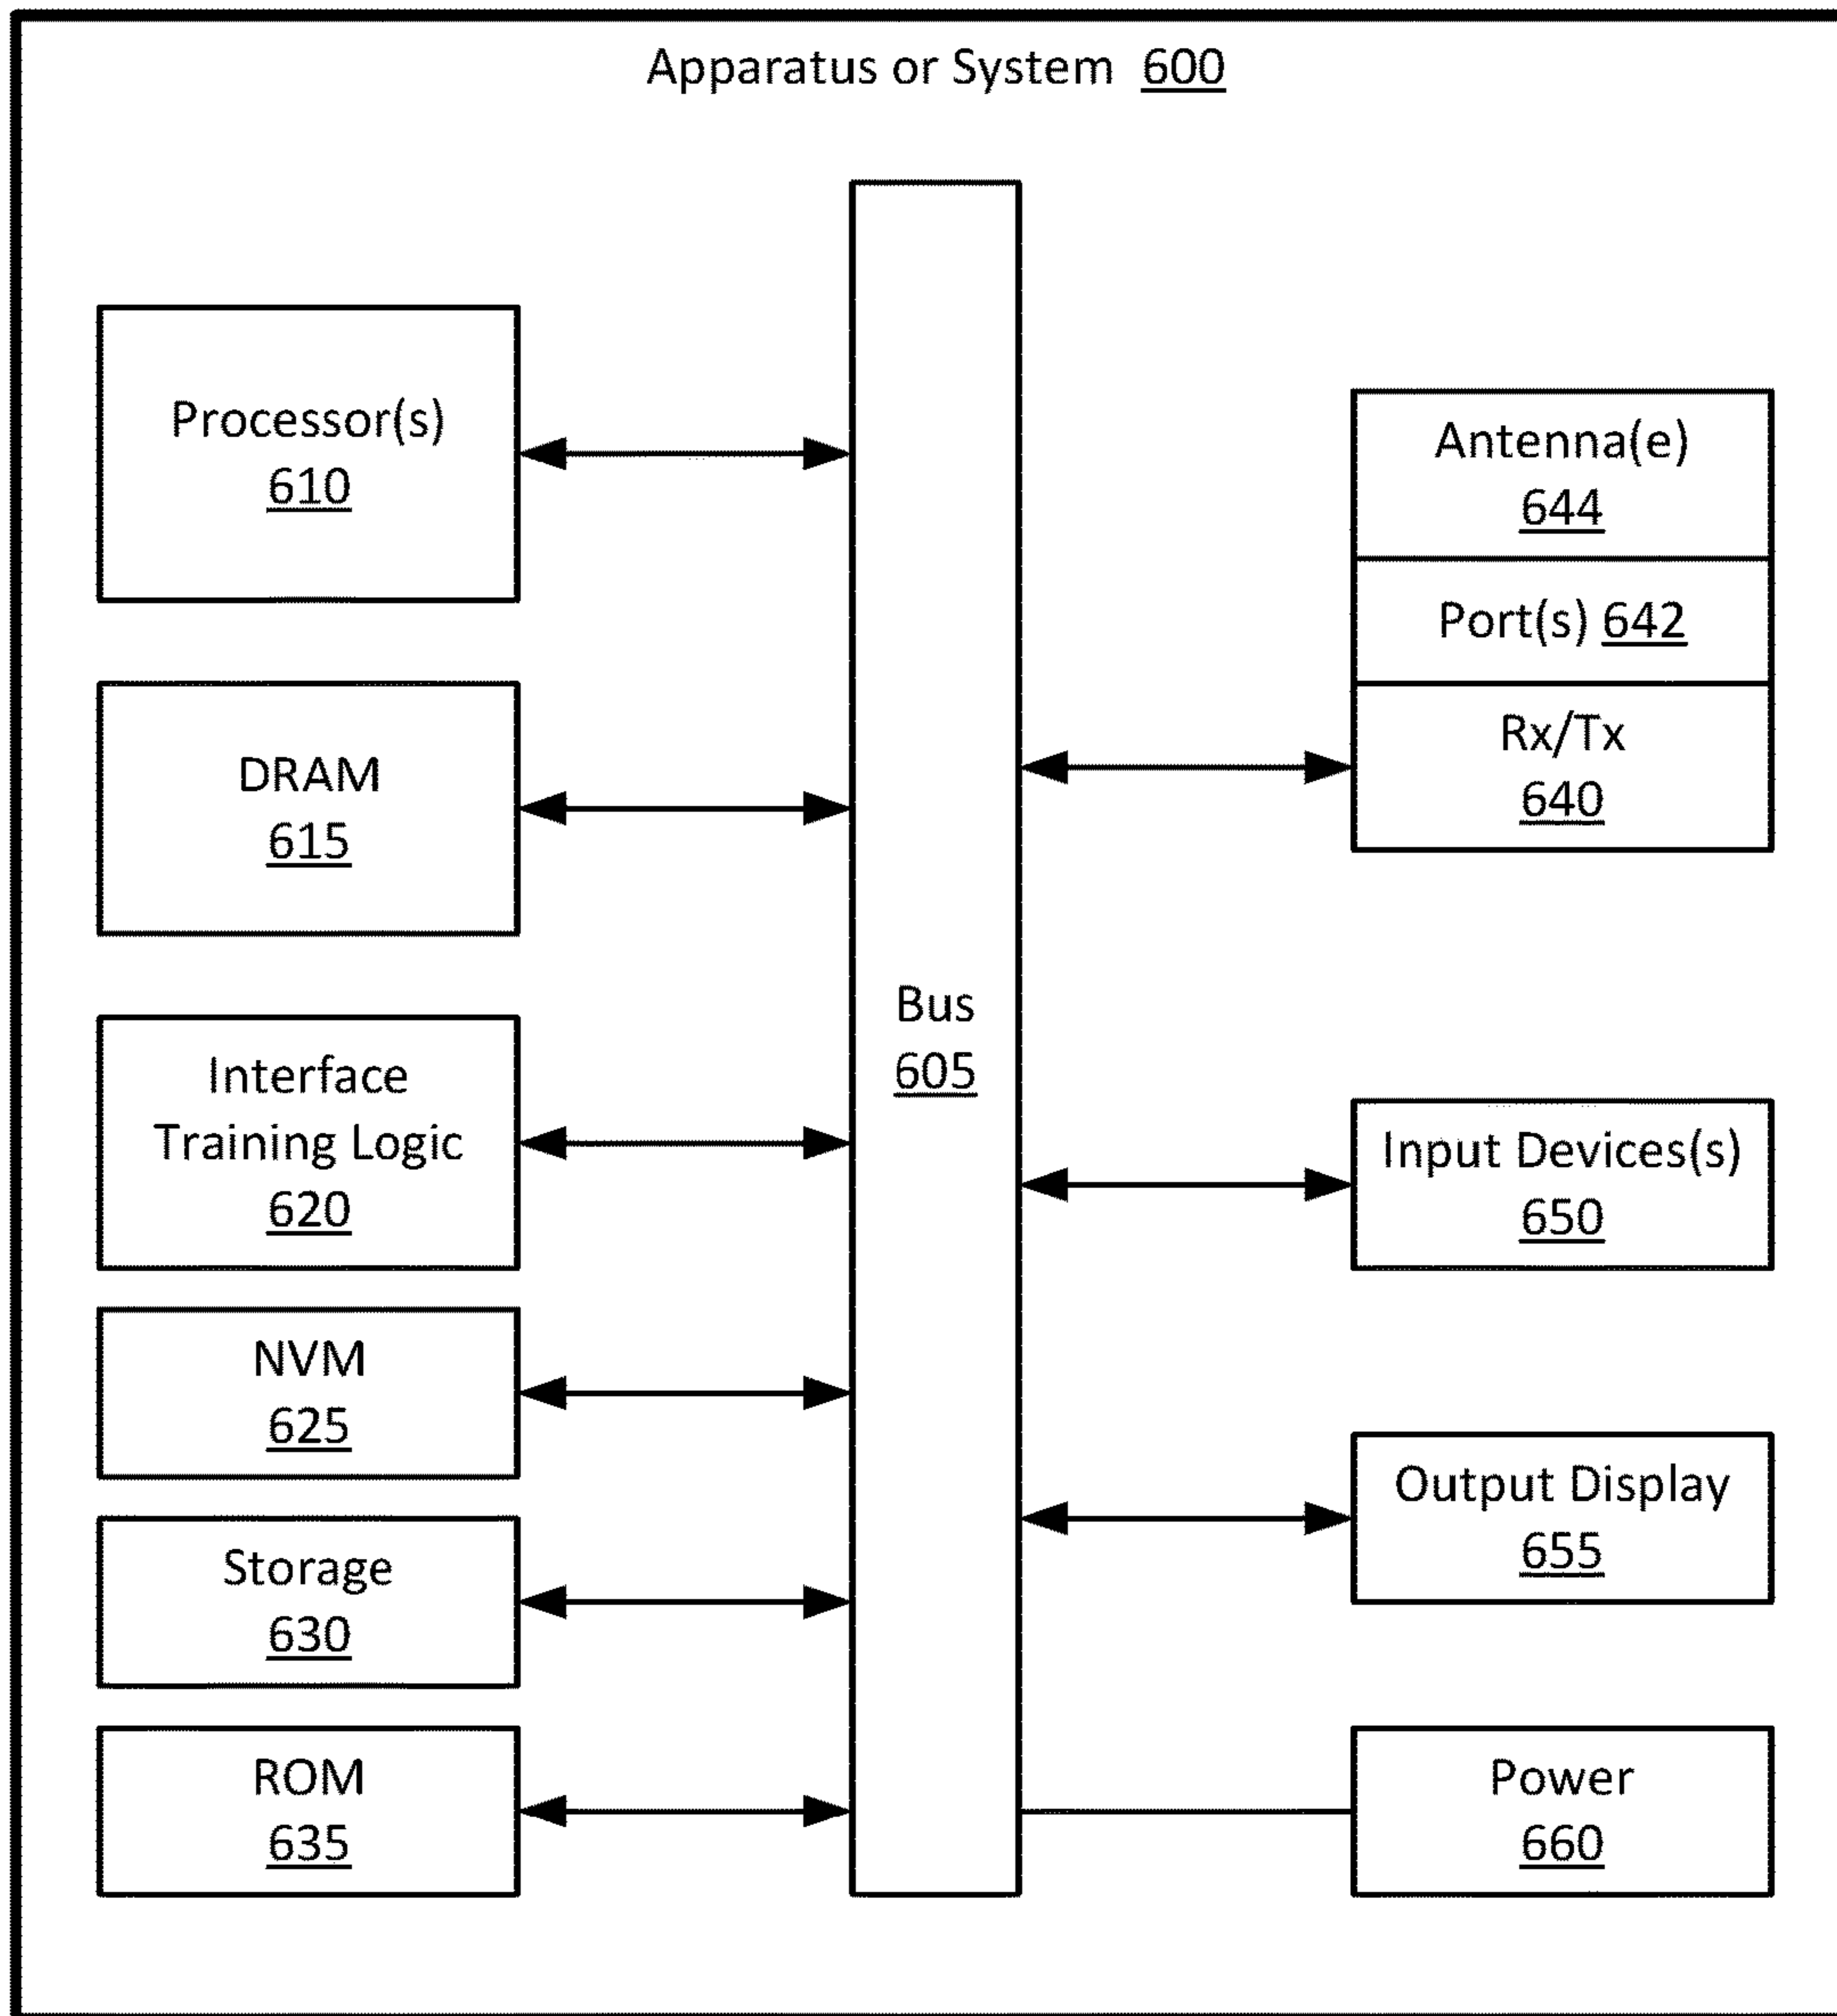 Apparatus or System 600
Processor(s)
610
DRAM
615
Interface
Training Logic
620
NVM
625
Storage
630
ROM
635
Bus
605
Antenna(e)
644
Port(s) 642
Rx/Tx
640
Input Devices(s)
650
Output Display
655
Power
660